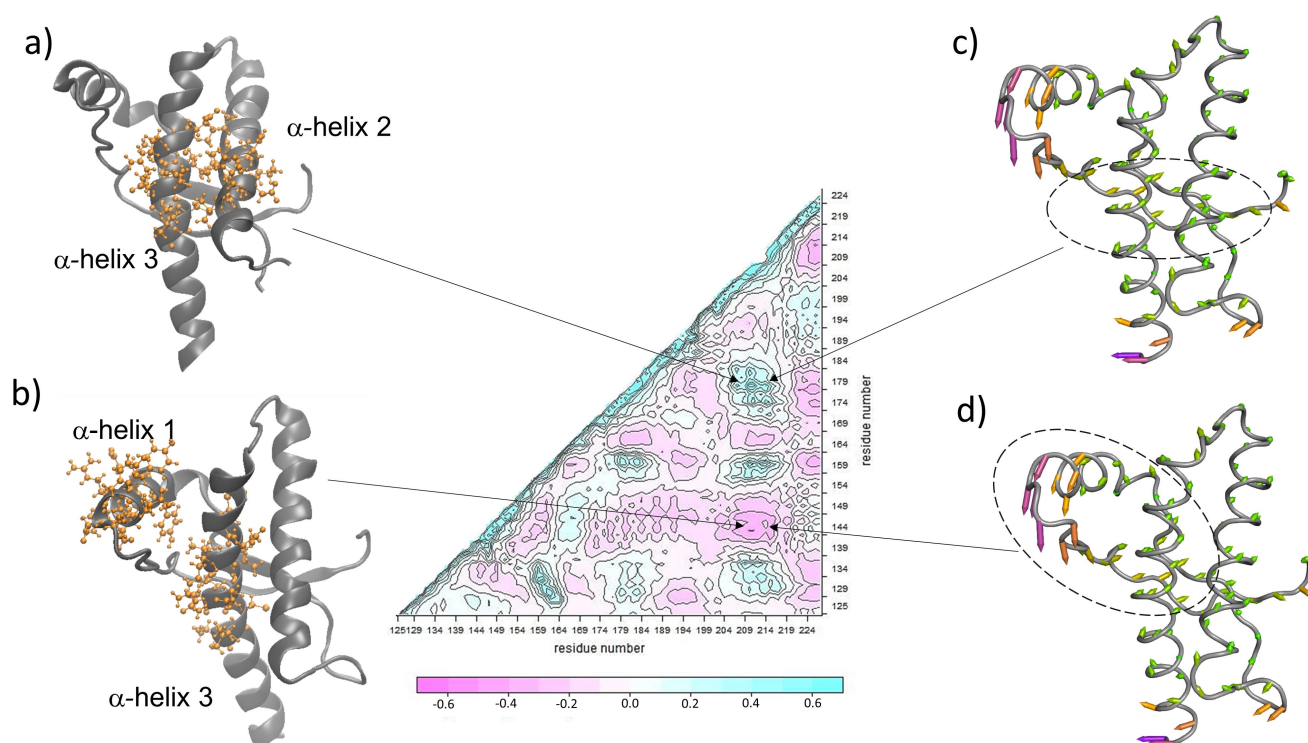 a)
α-helix 2
α-helix 3
b)
α-helix 1
α-helix 3
c)
d)
224
219
214
209
204
199
194
189
184
179
174
169
164
159
154
149
144
139
134
129
125
residue number
125 129 134 139 144 149 154 159 164 169 174 179 184 189 194 199 204 209 214 219 224
residue number
-0.6 -0.4 -0.2 0.0 0.2 0.4 0.6